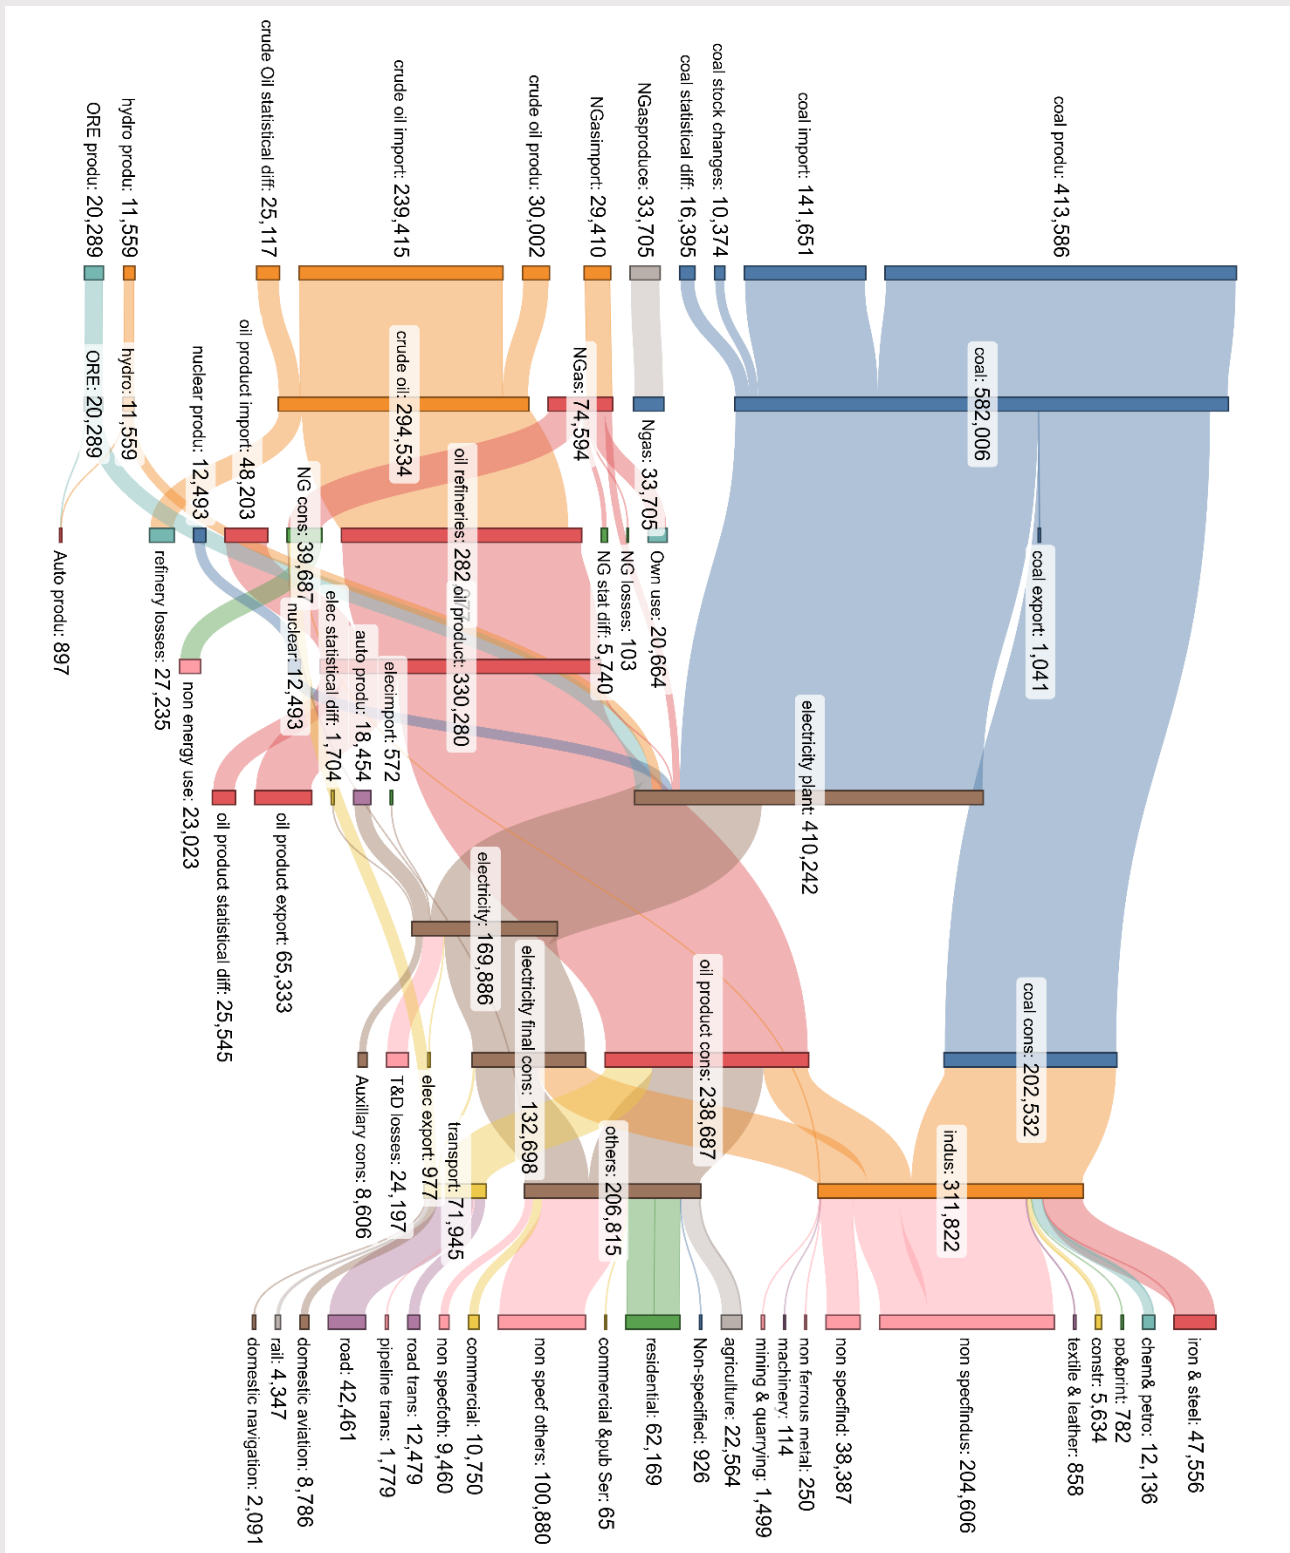 coal produ: 413,586
coal import: 141,651
coal stock changes: 10,374
coal statistical diff: 16,395
NGasproduce: 33,705
NGasimport: 29,410
crude oil produ: 30,002
crude oil import: 239,415
crude Oil statistical diff: 25,117
hydro produ: 11,559
ORE produ: 20,289
coal: 582,006
Ngas: 33,705
NGas: 74,594
crude oil: 294,534
hydro: 11,559
ORE: 20,289
coal export: 1,041
Own use: 20,664
NG losses: 103
NG stat diff: 5,740
oil refineries: 282,077
NG cons: 39,687
oil product import: 48,203
nuclear produ: 12,493
refinery losses: 27,235
Auto produ: 897
oil product: 330,280
nuclear: 12,493
non energy use: 23,023
electricity plant: 410,242
elecimport: 572
auto produ: 18,454
elec statistical diff: 1,704
oil product export: 65,333
oil product statistical diff: 25,545
electricity: 169,886
coal cons: 202,532
oil product cons: 238,687
electricity final cons: 132,698
elec export: 977
T&D losses: 24,197
Auxillary cons: 8,606
indus: 311,822
others: 206,815
transport: 71,945
iron & steel: 47,556
chem& petro: 12,136
pp&print: 782
constr: 5,634
textile & leather: 858
non specfindus: 204,606
non specfind: 38,387
non ferrous metal: 250
machinery: 114
mining & quarrying: 1,499
agriculture: 22,564
Non-specified: 926
residential: 62,169
commercial &pub Ser: 65
non specf others: 100,880
commercial: 10,750
non specfoth: 9,460
road trans: 12,479
pipeline trans: 1,779
road: 42,461
domestic aviation: 8,786
rail: 4,347
domestic navigation: 2,091